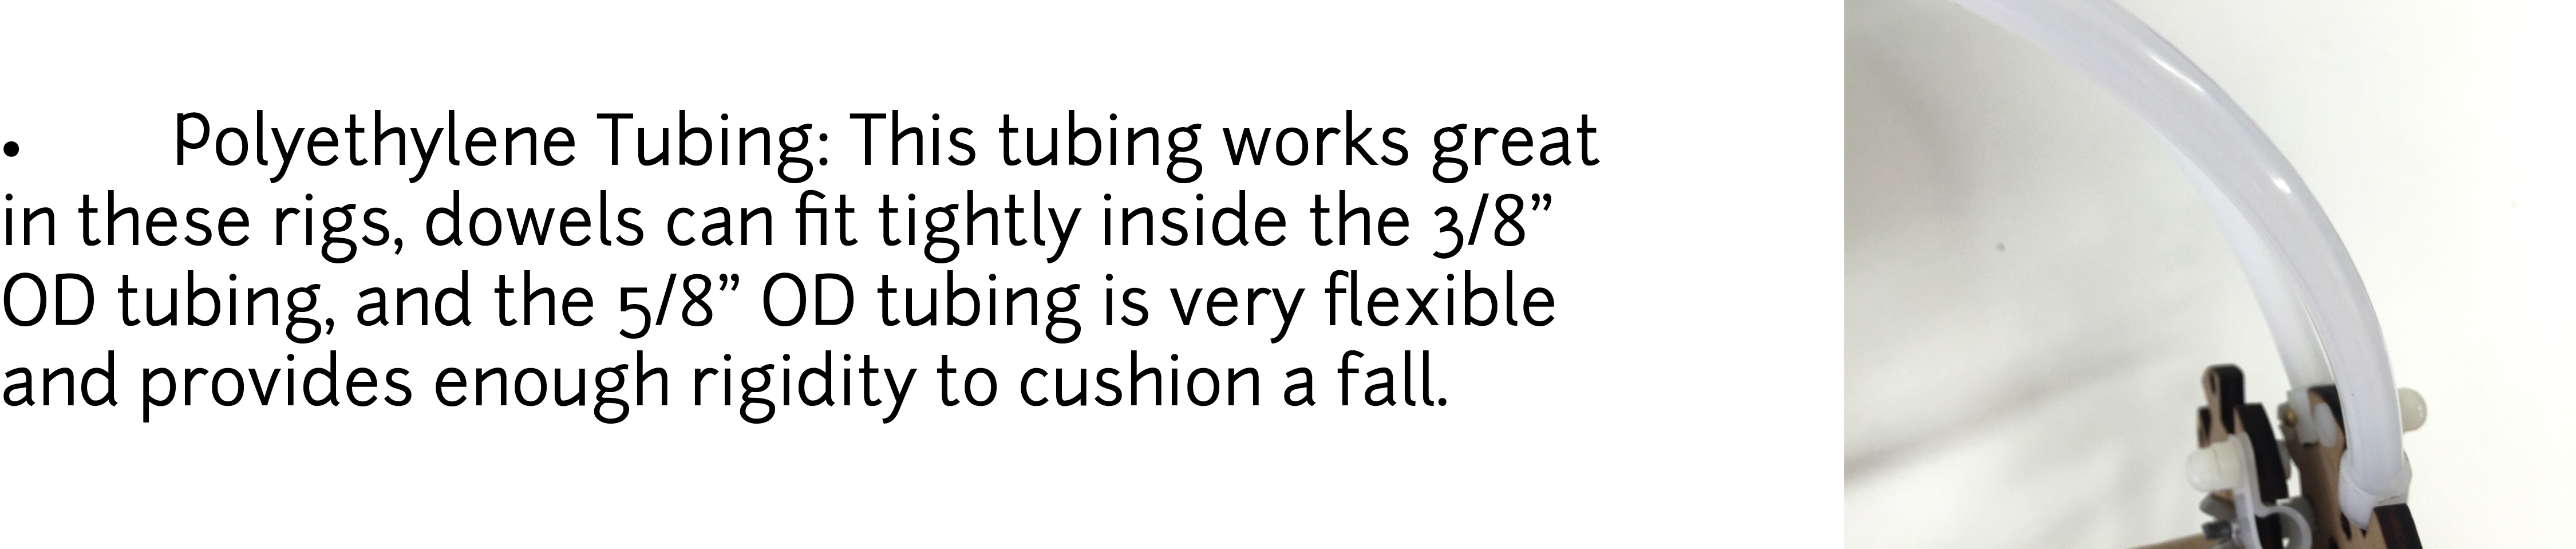 • Polyethylene Tubing: This tubing works great
in these rigs, dowels can fit tightly inside the 3/8”
OD tubing, and the 5/8” OD tubing is very flexible
and provides enough rigidity to cushion a fall.